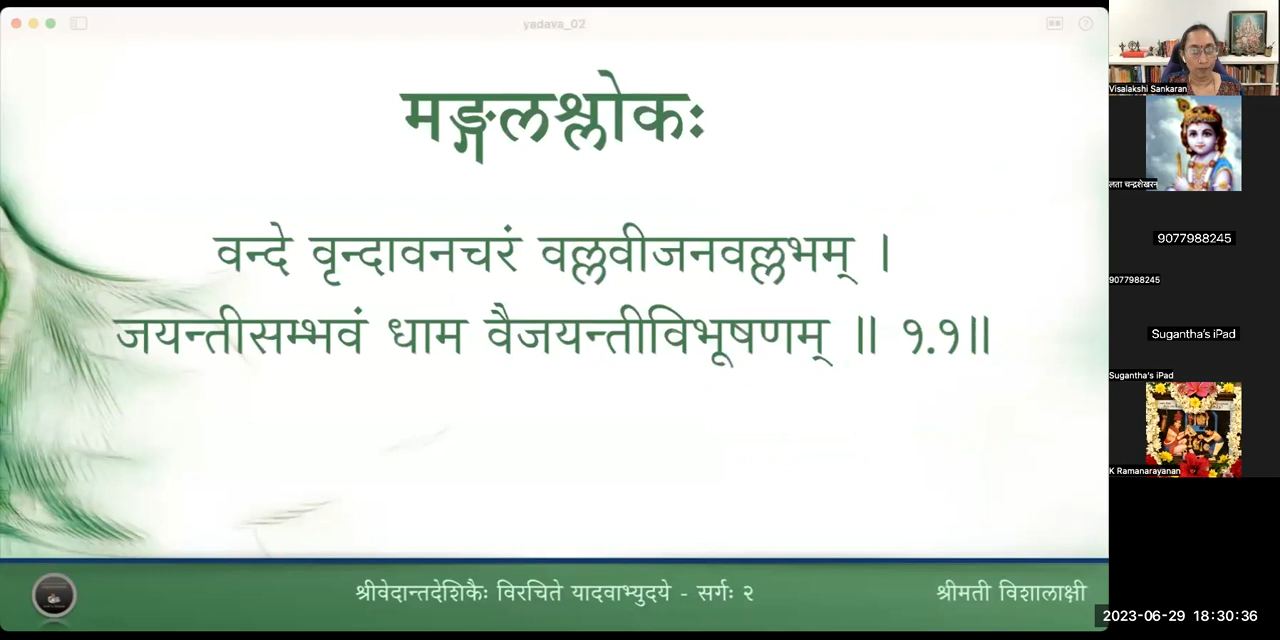 yadava_02
मङ्गलश्लोकः
वन्दे वृन्दावनचरं वल्लवीजनवल्लभम् ।
जयन्तीसम्भवं धाम वैजयन्तीविभूषणम् ॥ १.१॥
श्रीवेदान्तदेशिकैः विरचिते यादवाभ्युदये - सर्गः २
श्रीमती विशालाक्षी
Visalakshi Sankaran
लता चन्द्रशेखरन
9077988245
9077988245
Sugantha's iPad
Sugantha's iPad
K Ramanarayanan
2023-06-29 18:30:36